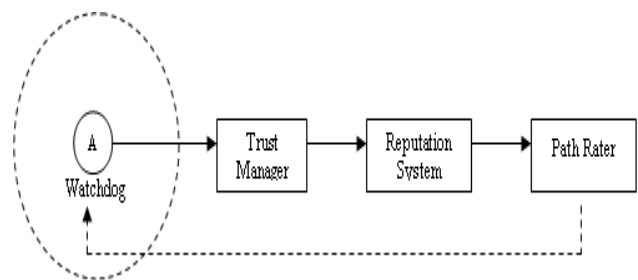 A
Watchdog
Trust
Manager
Reputation
System
Path Rater